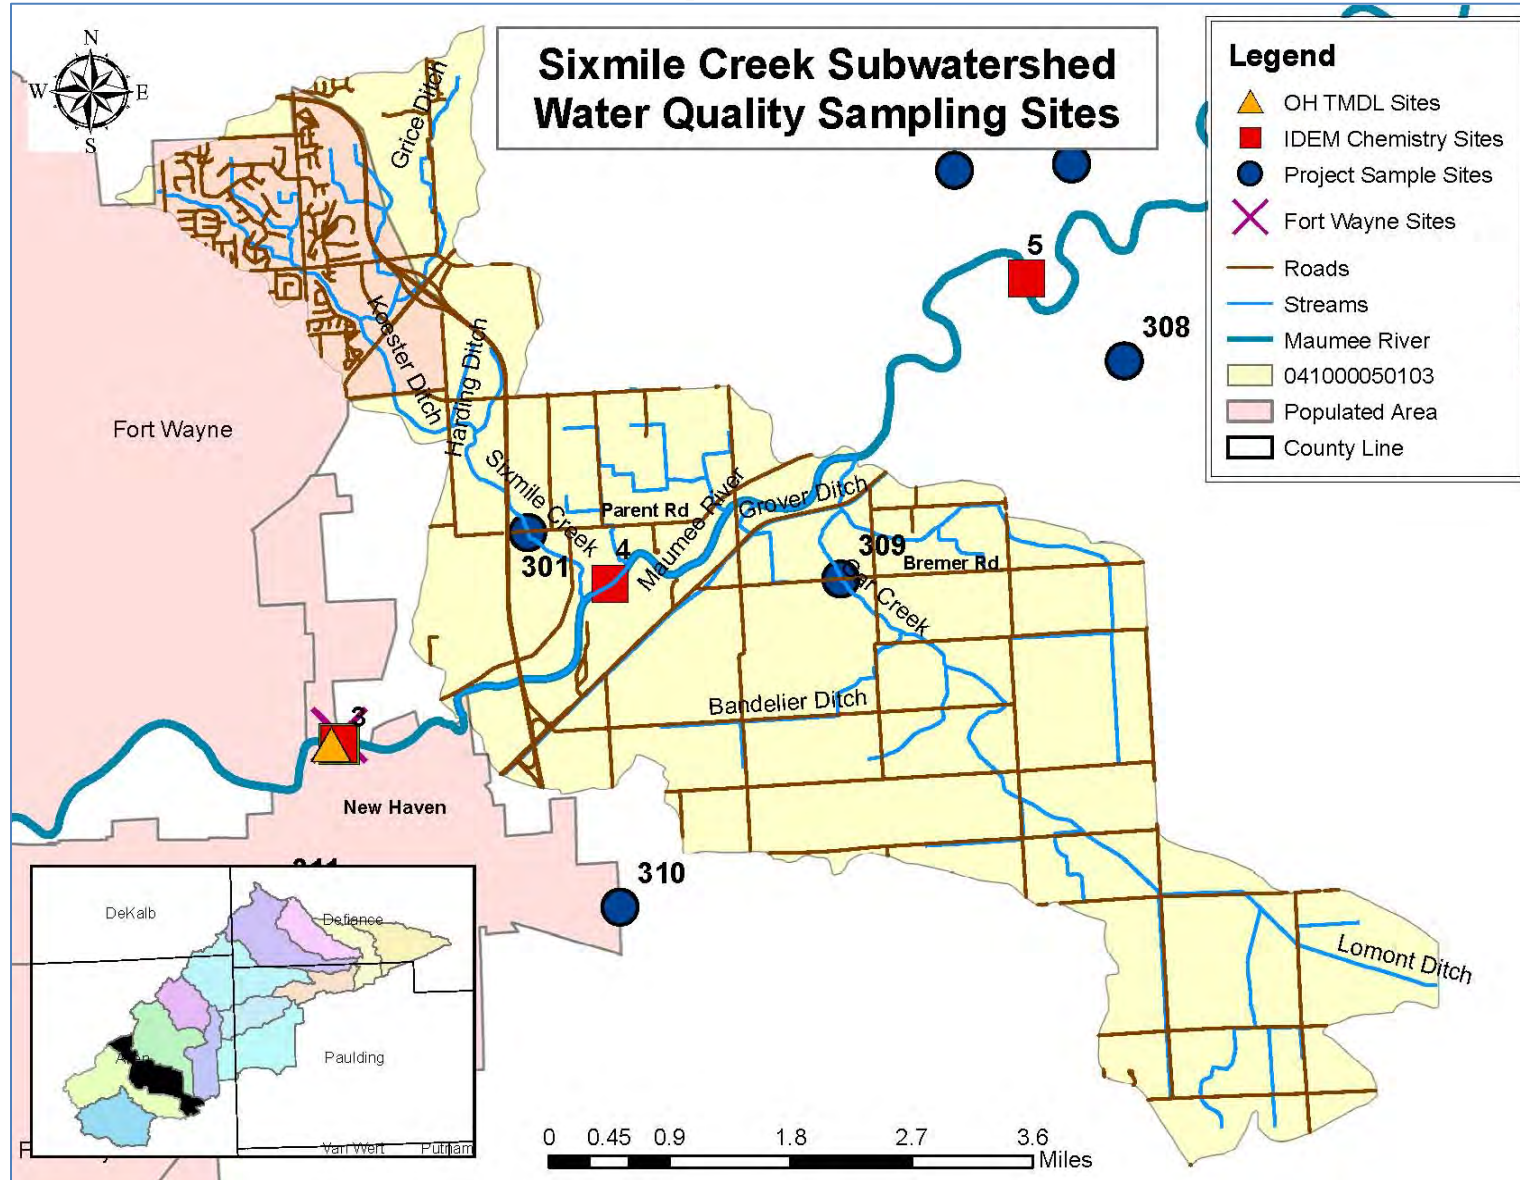 Sixmile Creek Subwatershed
Water Quality Sampling Sites
N
W
E
S
Legend
OH TMDL Sites
IDEM Chemistry Sites
Project Sample Sites
Fort Wayne Sites
Roads
Streams
Maumee River
041000050103
Populated Area
County Line
Grice Ditch
5
308
Koester Ditch
Harding Ditch
Fort Wayne
Sixmile Creek
Parent Rd
Maumee River
Grover Ditch
301
4
309
Bremer Rd
Creek
Bandelier Ditch
3
New Haven
310
Lomont Ditch
DeKalb
Defiance
Paulding
Van Wert
Putnam
0 0.45 0.9 1.8 2.7 3.6
Miles